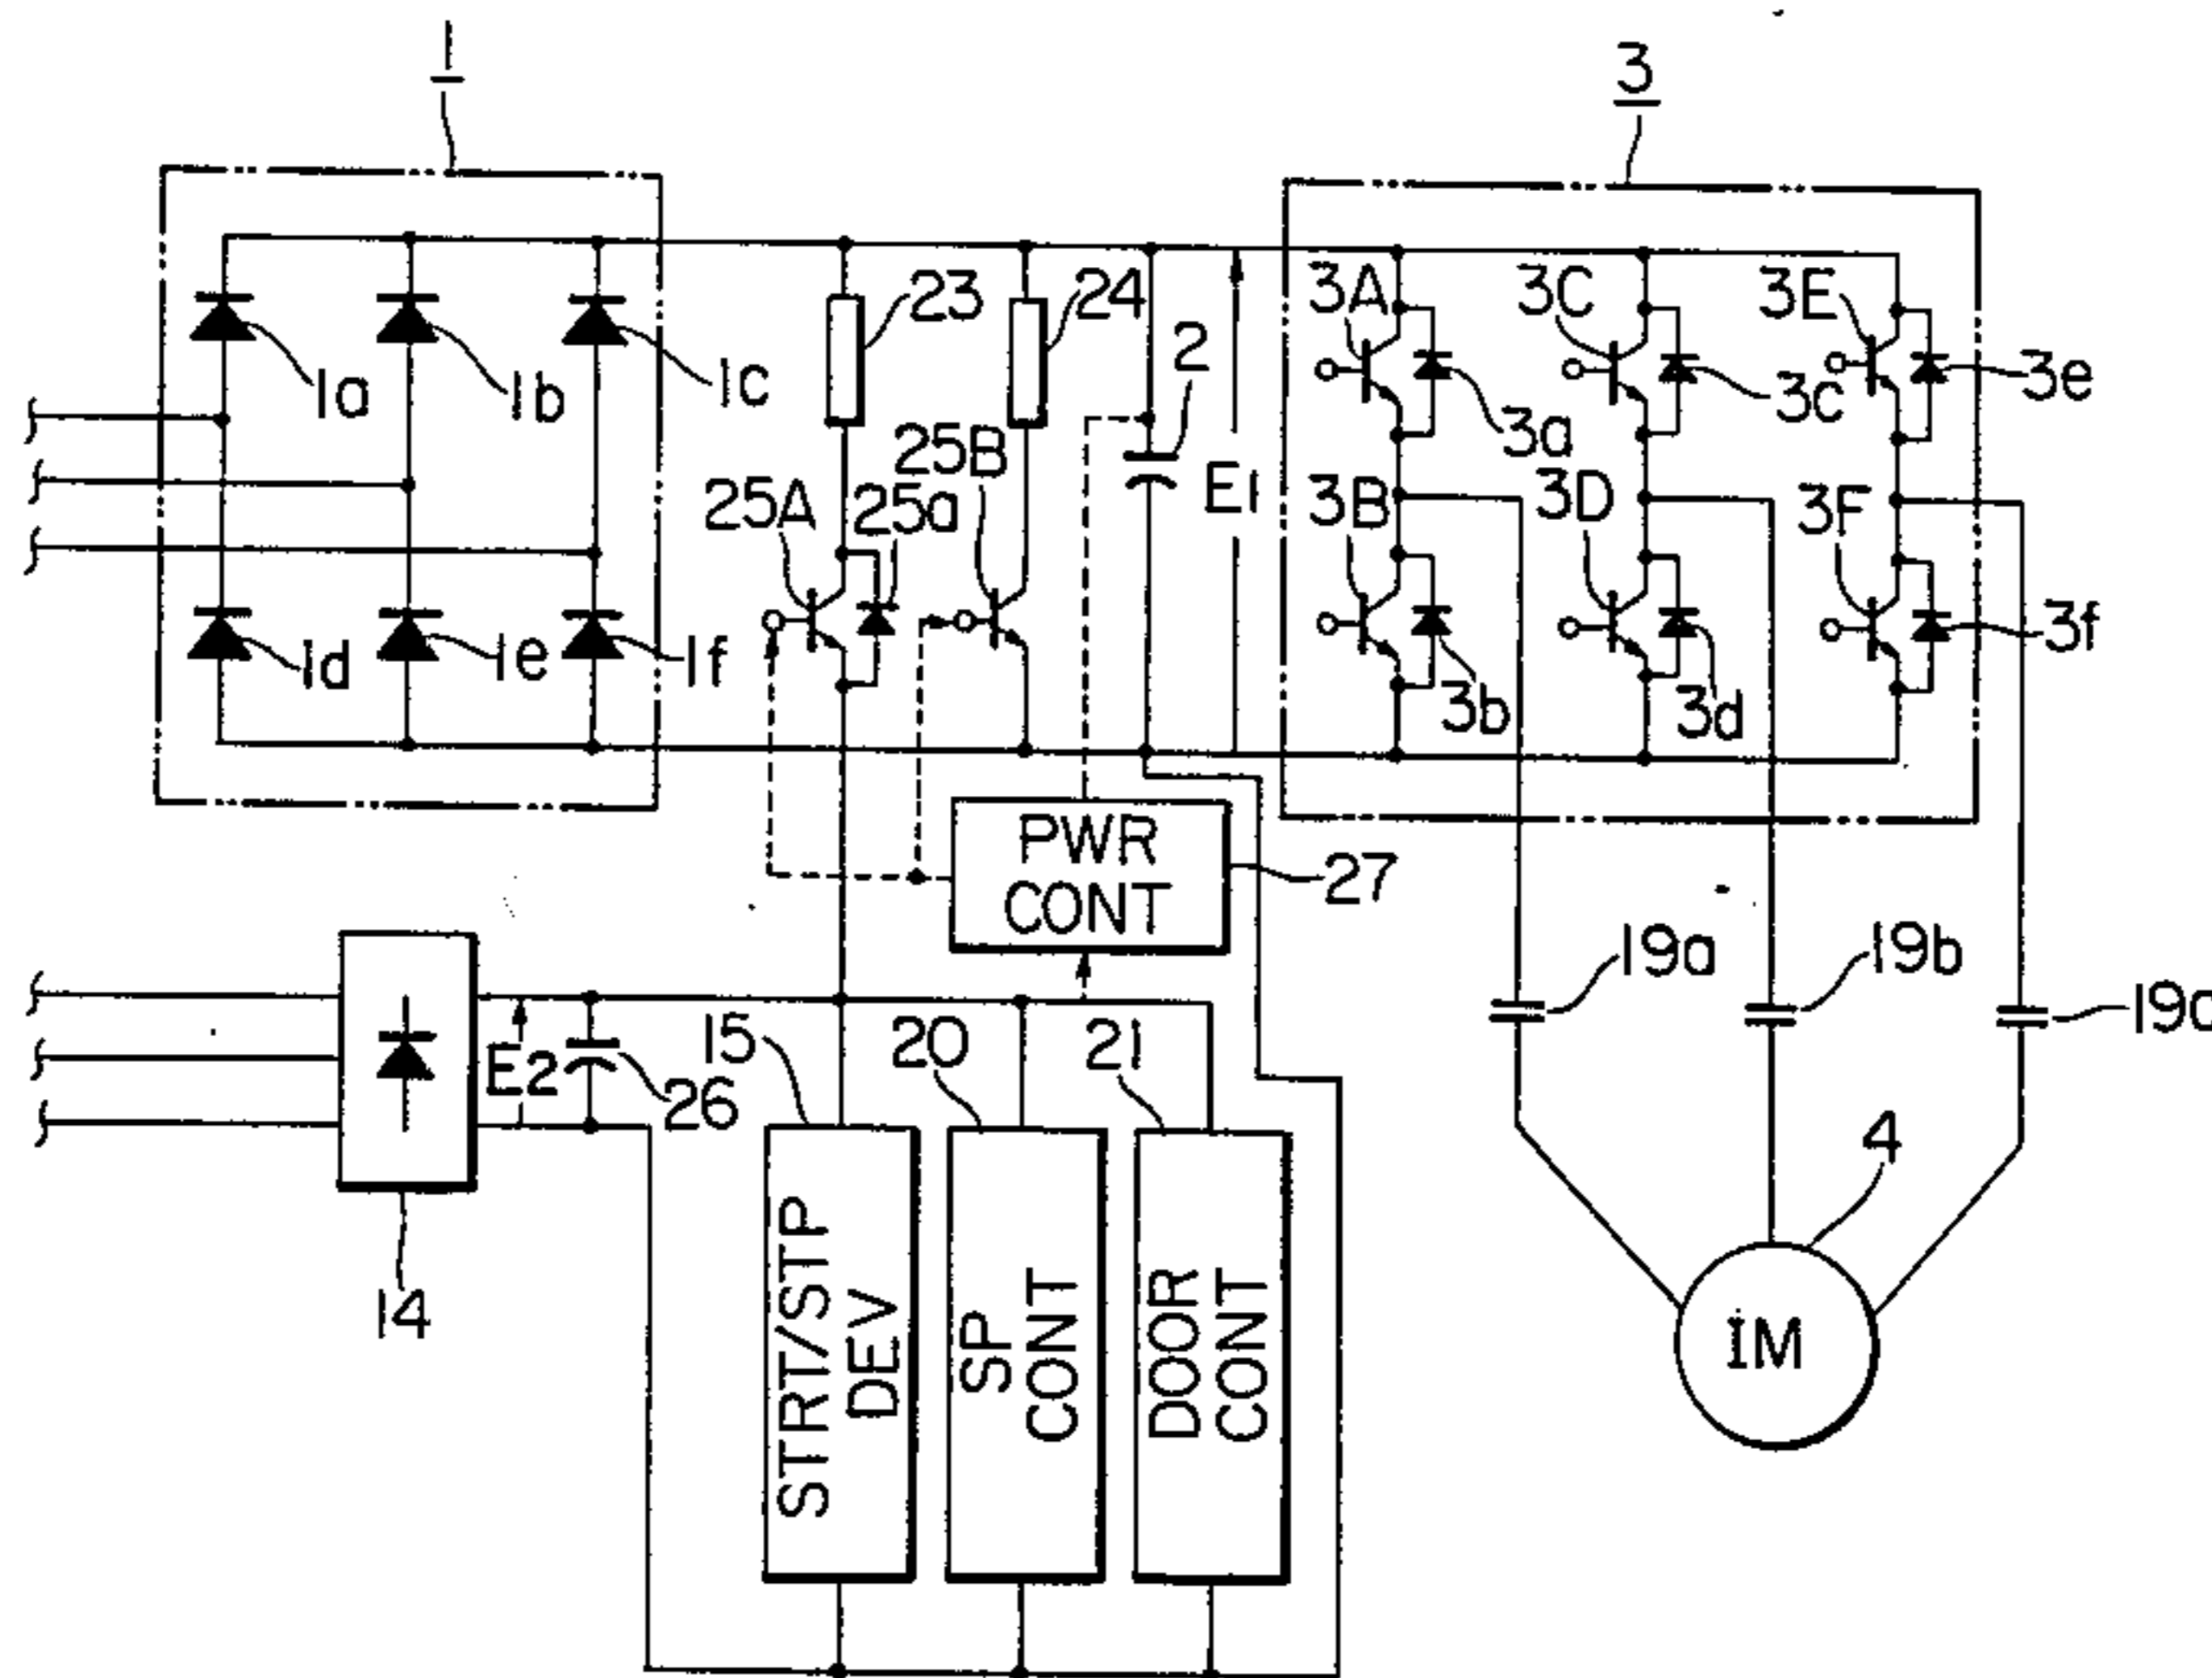 1
3
23
24
2
3A
3C
3E
1a
1b
1c
3a
3c
3e
25A
25a
25B
E1
3B
3D
3F
1d
1e
1f
3b
3d
3f
PWR
CONT
27
19a
19b
E2
26
15
20
21
4
14
STRT/STP
DEV
SP
CONT
DOOR
CONT
IM